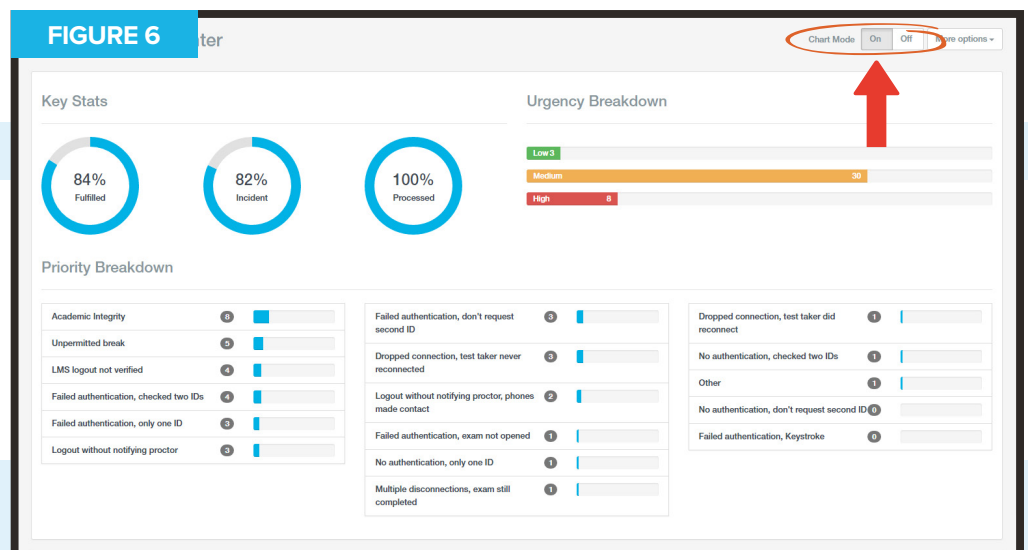 FIGURE 6
Chart Mode On Off More options
Key Stats
84%
Fulfilled
82%
Incident
100%
Processed
Urgency Breakdown
Low 3
Medium 30
High 8
Priority Breakdown
Academic Integrity 8
Unpermitted break 5
LMS logout not verified 4
Failed authentication, checked two IDs 4
Failed authentication, only one ID 3
Logout without notifying proctor 3
Failed authentication, don't request 3
second ID
Dropped connection, test taker never 3
reconnected
Logout without notifying proctor, phones 2
made contact
Failed authentication, exam not opened 1
No authentication, only one ID 1
Multiple disconnections, exam still 1
completed
Dropped connection, test taker did 1
reconnect
No authentication, checked two IDs 1
Other 1
No authentication, don't request second ID 0
Failed authentication, Keystroke 0